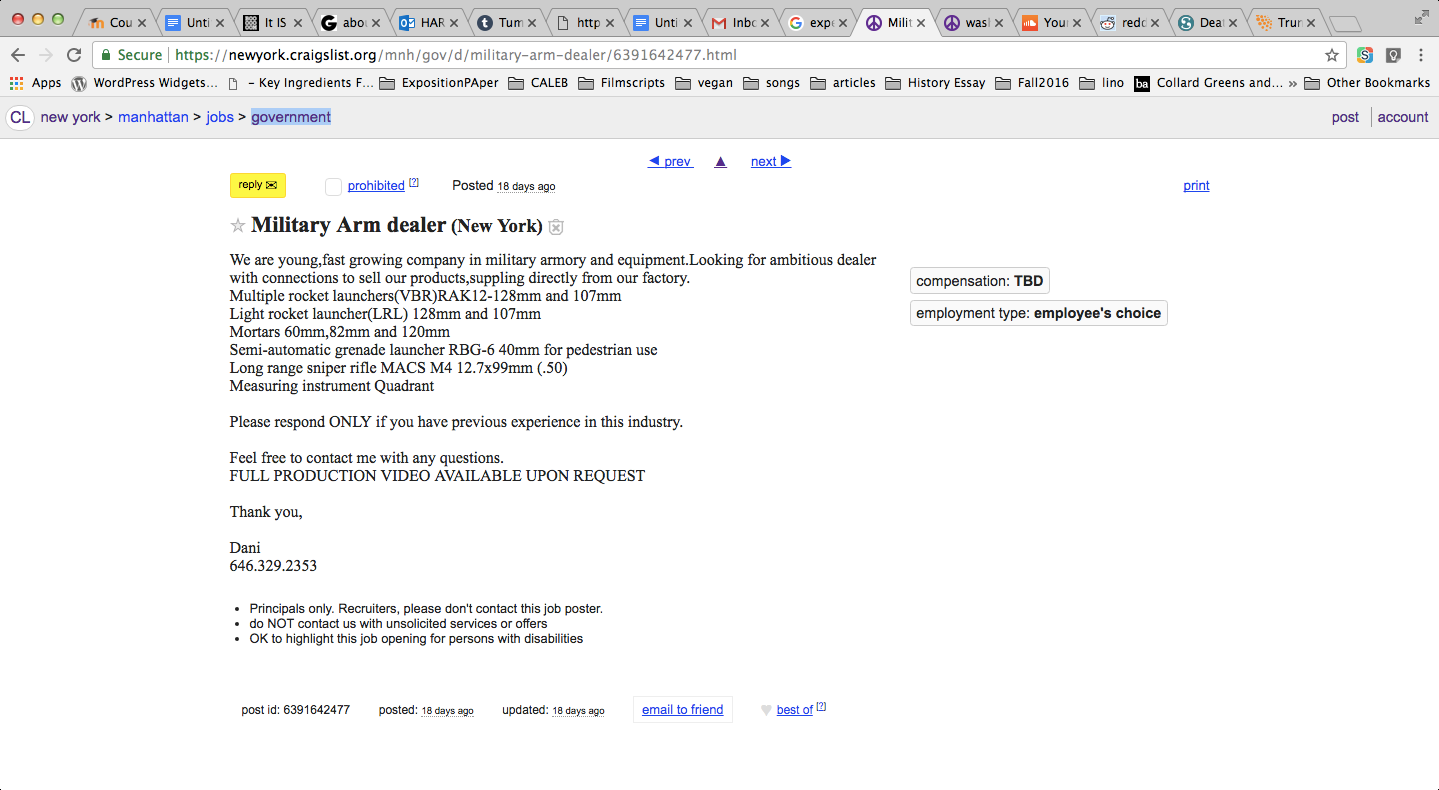 Cou
Unti
It IS
abou
HAR
Tum
http
Unti
Inbo
expe
Milit
was
Your
redd
Deat
Trum
Secure
https://newyork.craigslist.org/mnh/gov/d/military-arm-dealer/6391642477.html
Apps
WordPress Widgets...
– Key Ingredients F...
ExpositionPAper
CALEB
Filmscripts
vegan
songs
articles
History Essay
Fall2016
lino
ba
Collard Greens and...
»
Other Bookmarks
CL new york > manhattan > jobs > government
post
account
◀ prev ▲ next ▶
reply
prohibited [?]
Posted 18 days ago
print
☆ Military Arm dealer (New York)
We are young,fast growing company in military armory and equipment.Looking for ambitious dealer
with connections to sell our products,suppling directly from our factory.
Multiple rocket launchers(VBR)RAK12-128mm and 107mm
Light rocket launcher(LRL) 128mm and 107mm
Mortars 60mm,82mm and 120mm
Semi-automatic grenade launcher RBG-6 40mm for pedestrian use
Long range sniper rifle MACS M4 12.7x99mm (.50)
Measuring instrument Quadrant
Please respond ONLY if you have previous experience in this industry.
Feel free to contact me with any questions.
FULL PRODUCTION VIDEO AVAILABLE UPON REQUEST
Thank you,
Dani
646.329.2353
compensation: TBD
employment type: employee's choice
• Principals only. Recruiters, please don't contact this job poster.
• do NOT contact us with unsolicited services or offers
• OK to highlight this job opening for persons with disabilities
post id: 6391642477
posted: 18 days ago
updated: 18 days ago
email to friend
best of [?]